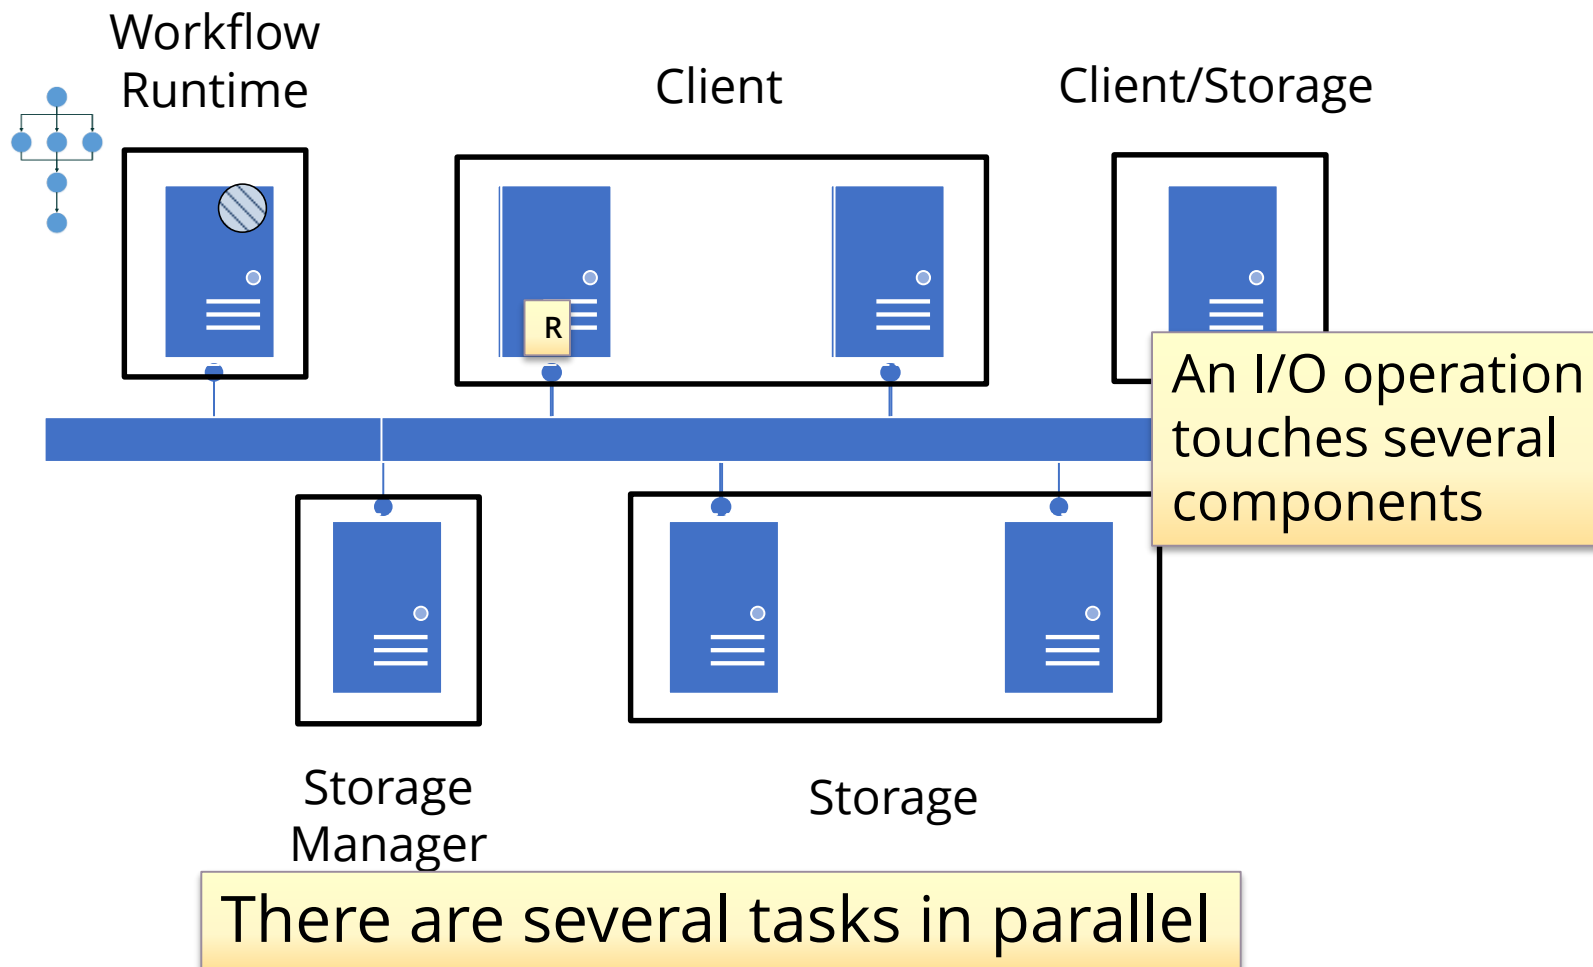 Workflow
Runtime
Client
Client/Storage
R
An I/O operation
touches several
components
Storage
Manager
Storage
There are several tasks in parallel